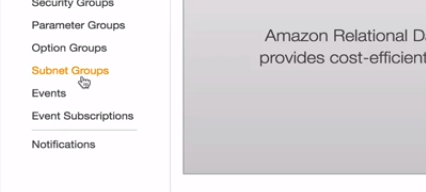 Security Groups
Parameter Groups
Option Groups
Subnet Groups
Events
Event Subscriptions
Notifications
Amazon Relational
provides cost-efficient